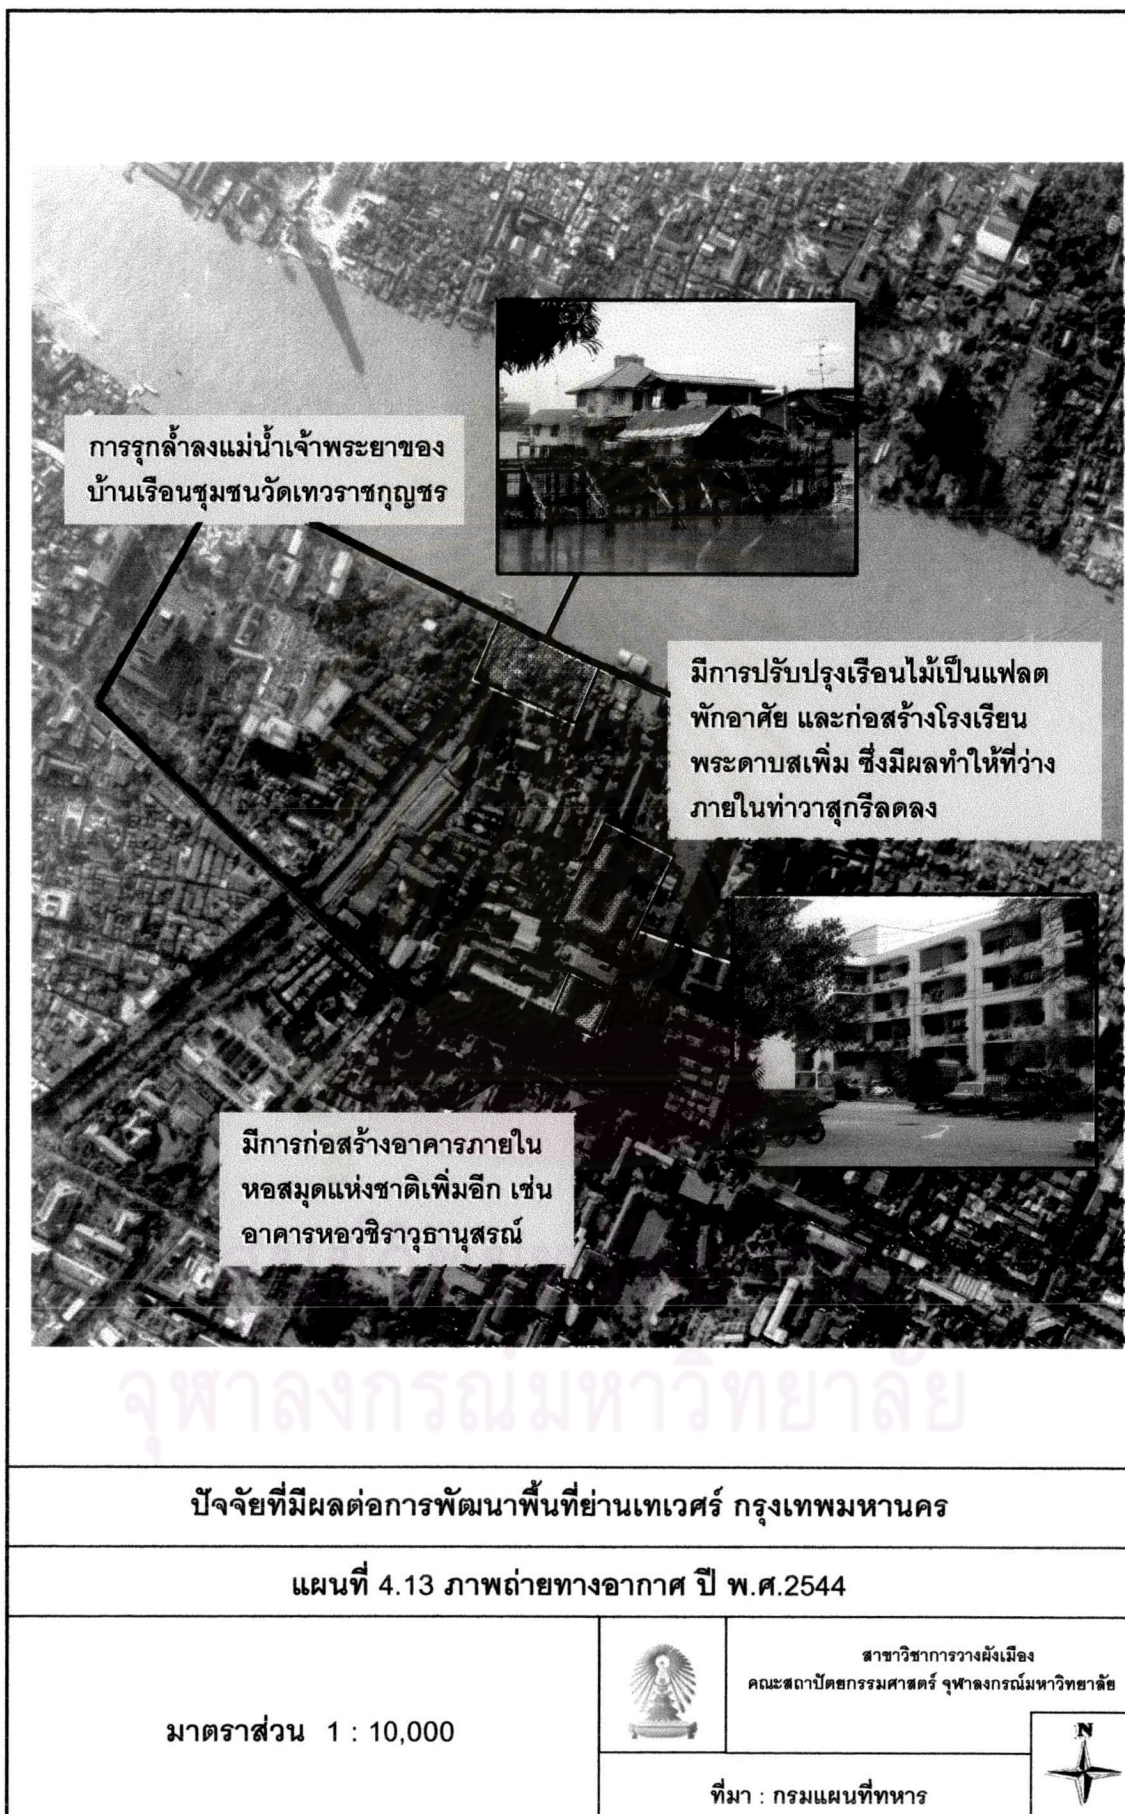 การรุกล้ำลงแม่น้ำเจ้าพระยาของ
บ้านเรือนชุมชนวัดเทวราชกุญชร
มีการปรับปรุงเรือนไม้เป็นแฟลต
พักอาศัย และก่อสร้างโรงเรียน
พระดาบสเพิ่ม ซึ่งมีผลทำให้ที่ว่าง
ภายในท่าวาสุกรีลดลง
มีการก่อสร้างอาคารภายใน
หอสมุดแห่งชาติเพิ่มอีก เช่น
อาคารหอวชิราวุธานุสรณ์
จุฬาลงกรณ์มหาวิทยาลัย
ปัจจัยที่มีผลต่อการพัฒนาพื้นที่ย่านเทเวศร์ กรุงเทพมหานคร
แผนที่ 4.13 ภาพถ่ายทางอากาศ ปี พ.ศ.2544
มาตราส่วน 1 : 10,000
สาขาวิชาการวางผังเมือง
คณะสถาปัตยกรรมศาสตร์ จุฬาลงกรณ์มหาวิทยาลัย
N
ที่มา : กรมแผนที่ทหาร